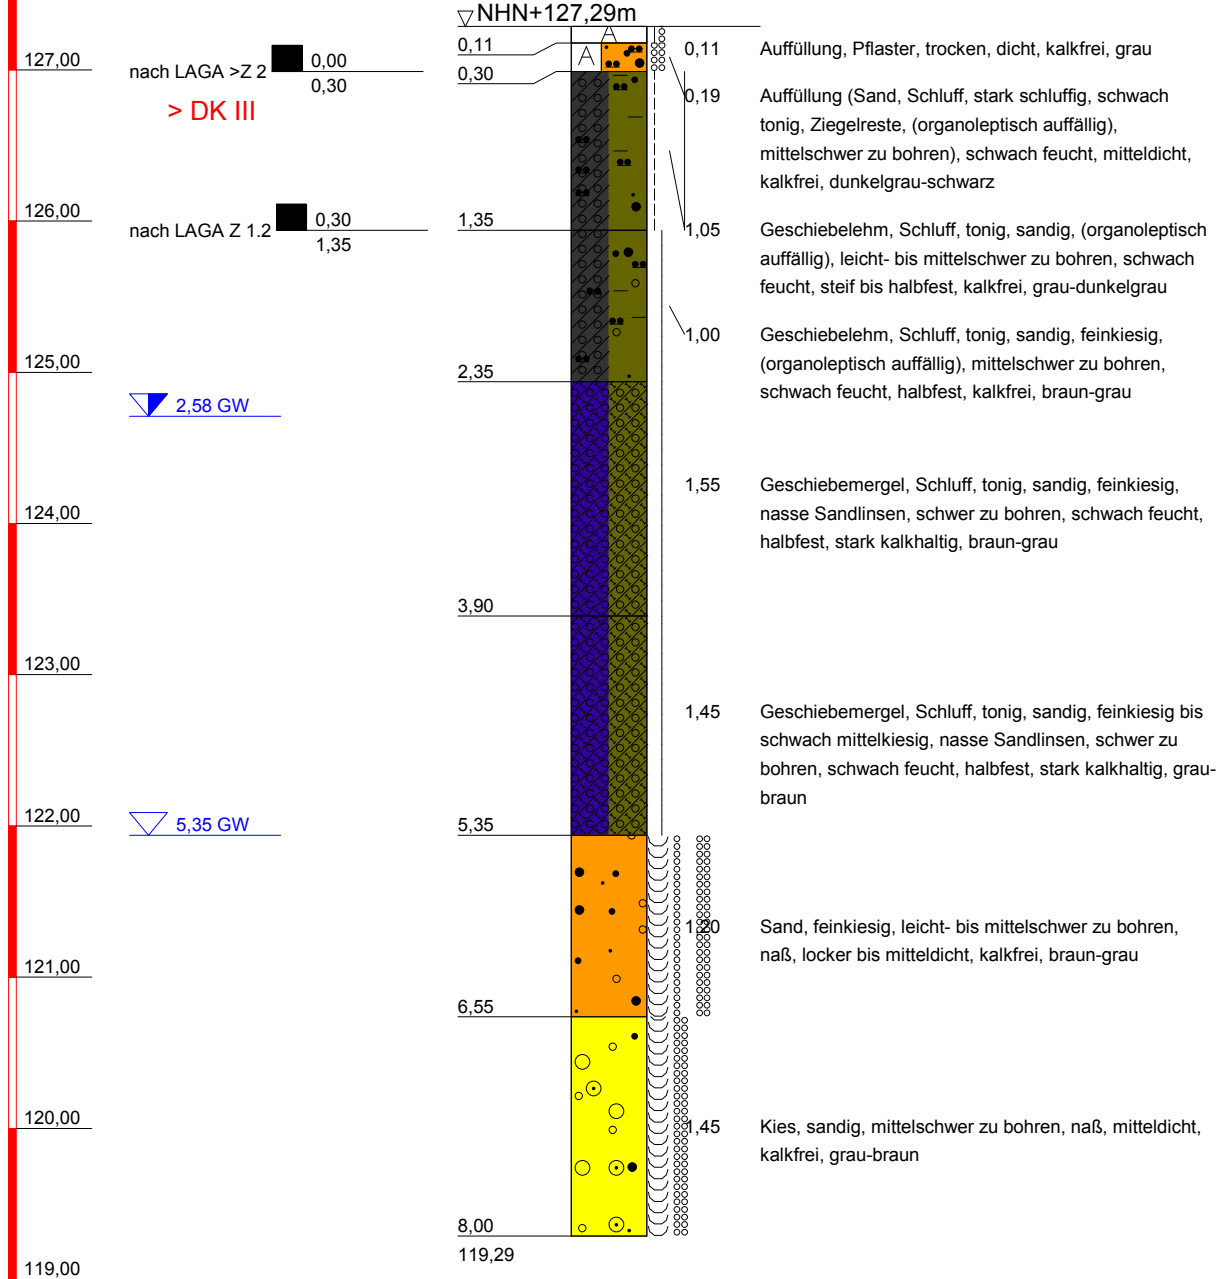 NHN+127,29m
127,00
nach LAGA >Z 2
0,00
0,30
> DK III
0,11
0,30
A
A
0,11
Auffüllung, Pflaster, trocken, dicht, kalkfrei, grau
0,19
Auffüllung (Sand, Schluff, stark schluffig, schwach
tonig, Ziegelreste, (organoleptisch auffällig),
mittelschwer zu bohren), schwach feucht, mitteldicht,
kalkfrei, dunkelgrau-schwarz
126,00
nach LAGA Z 1.2
0,30
1,35
1,35
1,05
Geschiebelehm, Schluff, tonig, sandig, (organoleptisch
auffällig), leicht- bis mittelschwer zu bohren, schwach
feucht, steif bis halbfest, kalkfrei, grau-dunkelgrau
1,00
Geschiebelehm, Schluff, tonig, sandig, feinkiesig,
(organoleptisch auffällig), mittelschwer zu bohren,
schwach feucht, halbfest, kalkfrei, braun-grau
125,00
2,35
2,58 GW
1,55
Geschiebemergel, Schluff, tonig, sandig, feinkiesig,
nasse Sandlinsen, schwer zu bohren, schwach feucht,
halbfest, stark kalkhaltig, braun-grau
124,00
3,90
123,00
1,45
Geschiebemergel, Schluff, tonig, sandig, feinkiesig bis
schwach mittelkiesig, nasse Sandlinsen, schwer zu
bohren, schwach feucht, halbfest, stark kalkhaltig, grau-
braun
122,00
5,35 GW
5,35
1,20
Sand, feinkiesig, leicht- bis mittelschwer zu bohren,
naß, locker bis mitteldicht, kalkfrei, braun-grau
121,00
6,55
120,00
1,45
Kies, sandig, mittelschwer zu bohren, naß, mitteldicht,
kalkfrei, grau-braun
8,00
119,29
119,00